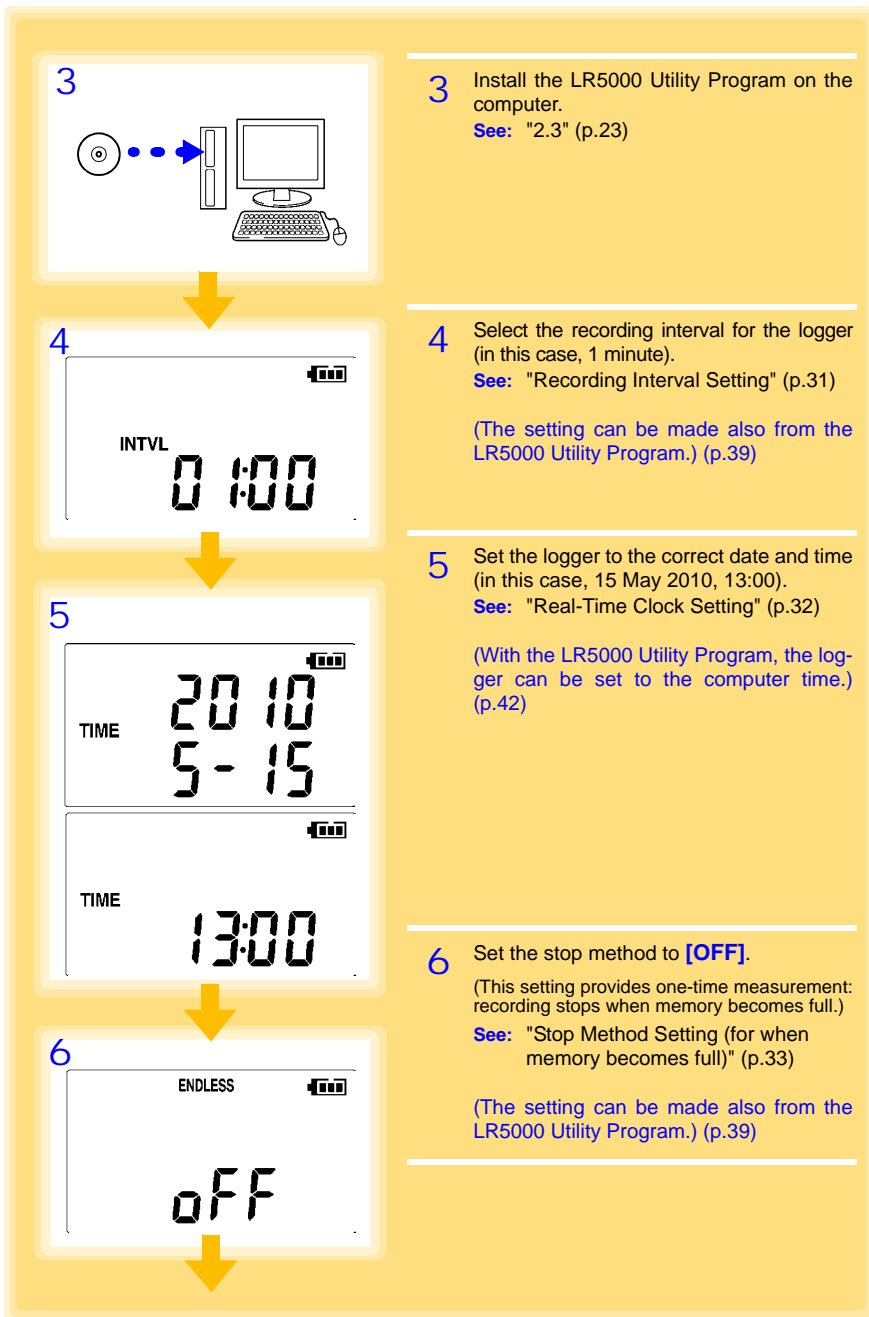 3
3 Install the LR5000 Utility Program on the
computer.
See: "2.3" (p.23)
4
INTVL
01:00
4 Select the recording interval for the logger
(in this case, 1 minute).
See: "Recording Interval Setting" (p.31)
(The setting can be made also from the
LR5000 Utility Program.) (p.39)
5
TIME
2010
5-15
TIME
13:00
5 Set the logger to the correct date and time
(in this case, 15 May 2010, 13:00).
See: "Real-Time Clock Setting" (p.32)
(With the LR5000 Utility Program, the log-
ger can be set to the computer time.)
(p.42)
6
ENDLESS
oFF
6 Set the stop method to [OFF].
(This setting provides one-time measurement:
recording stops when memory becomes full.)
See: "Stop Method Setting (for when
memory becomes full)" (p.33)
(The setting can be made also from the
LR5000 Utility Program.) (p.39)